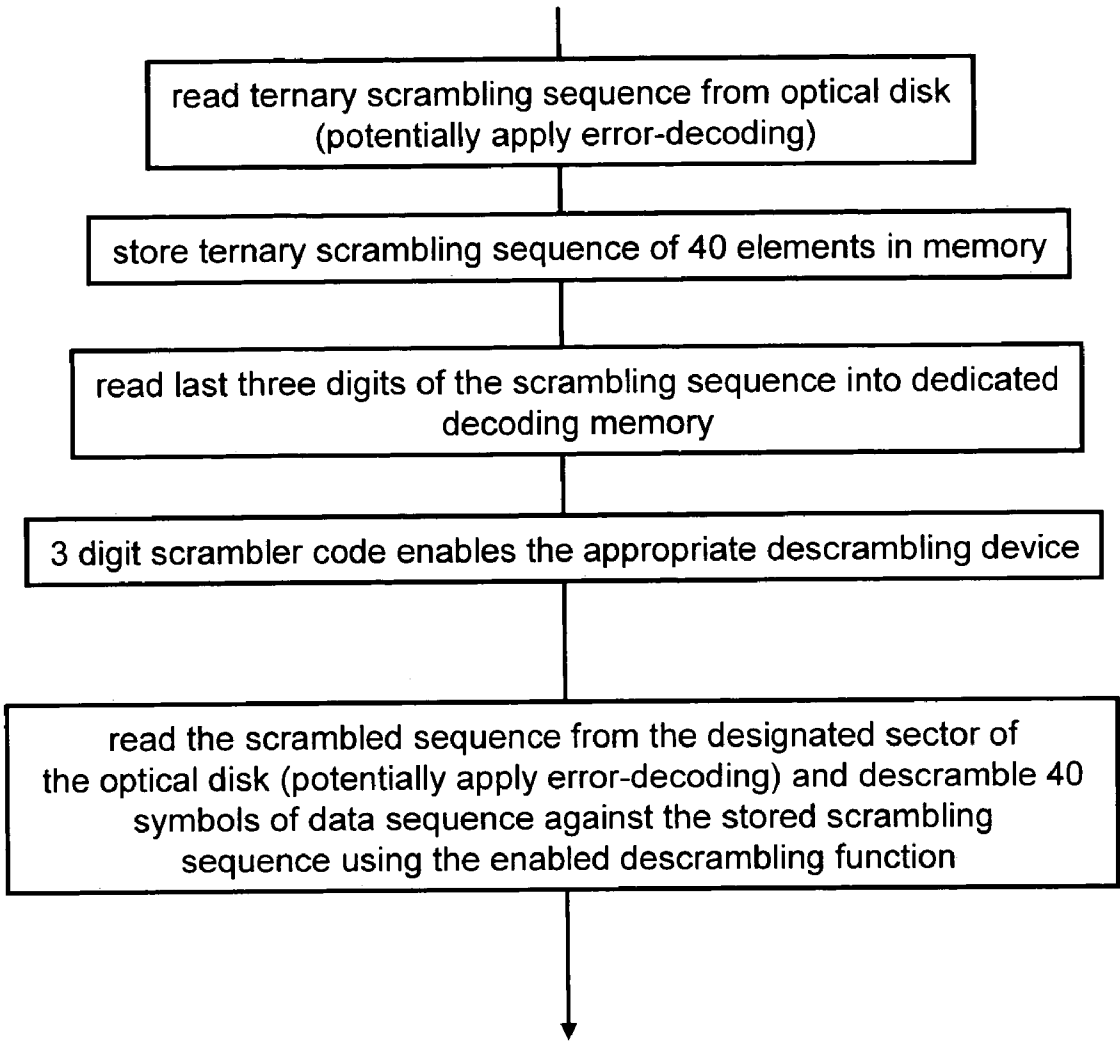 read ternary scrambling sequence from optical disk
(potentially apply error-decoding)
store ternary scrambling sequence of 40 elements in memory
read last three digits of the scrambling sequence into dedicated
decoding memory
3 digit scrambler code enables the appropriate descrambling device
read the scrambled sequence from the designated sector of
the optical disk (potentially apply error-decoding) and descramble 40
symbols of data sequence against the stored scrambling
sequence using the enabled descrambling function